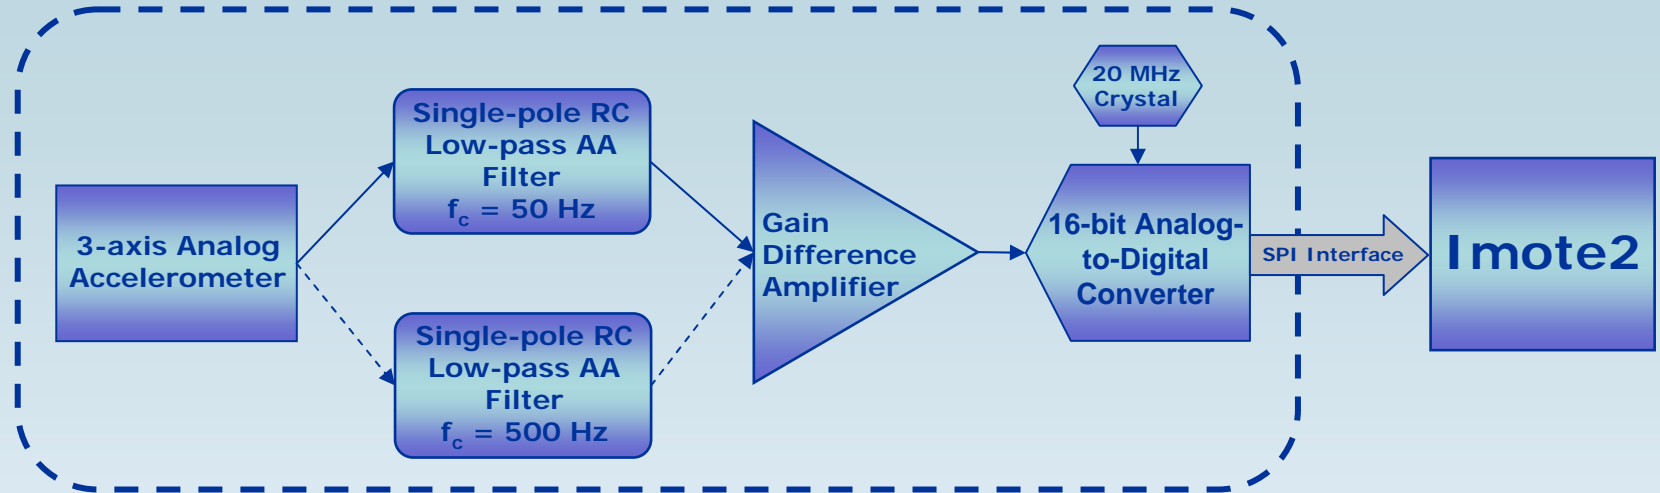 3-axis Analog
Accelerometer
Single-pole RC
Low-pass AA
Filter
fc = 50 Hz
Single-pole RC
Low-pass AA
Filter
fc = 500 Hz
Gain
Difference
Amplifier
20 MHz
Crystal
16-bit Analog-
to-Digital
Converter
SPI Interface
Imote2